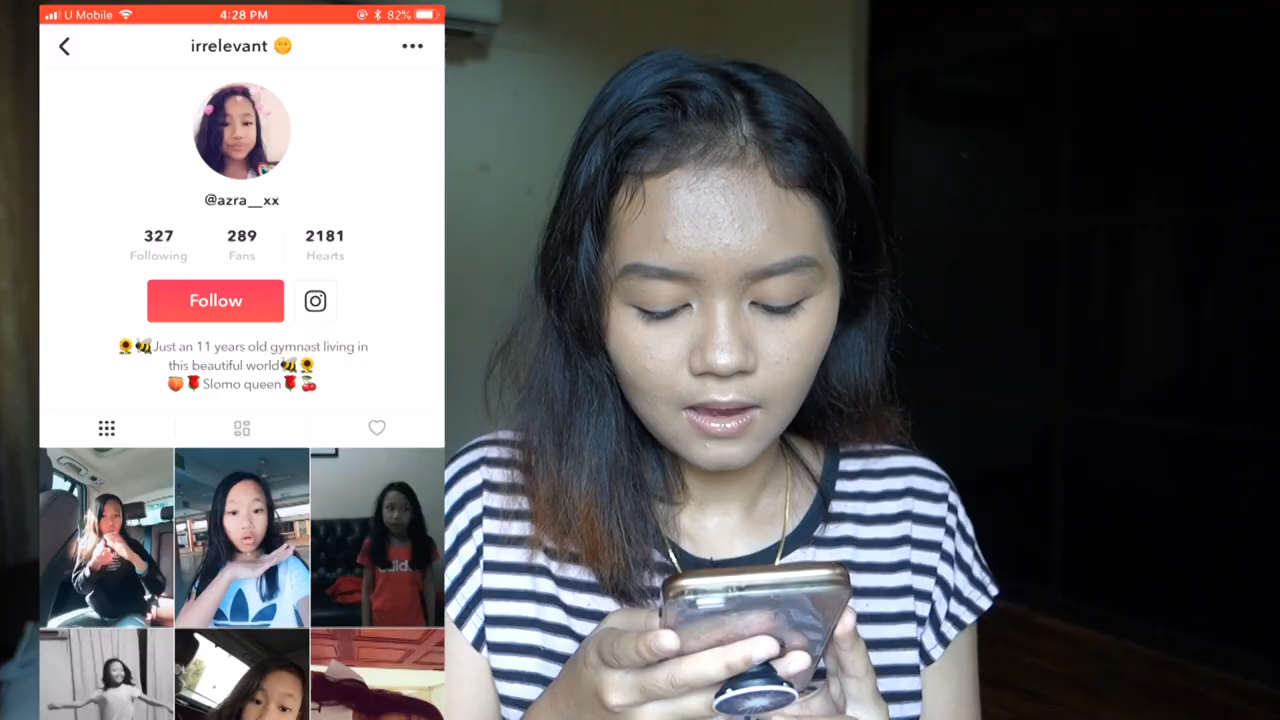 U Mobile 4:28 PM 82%
irrelevant
@azra__xx
327 289 2181
Following Fans Hearts
Follow
🌻🐝Just an 11 years old gymnast living in
this beautiful world🐝🌻
🍑🌹Slomo queen🌹🍒
adidas